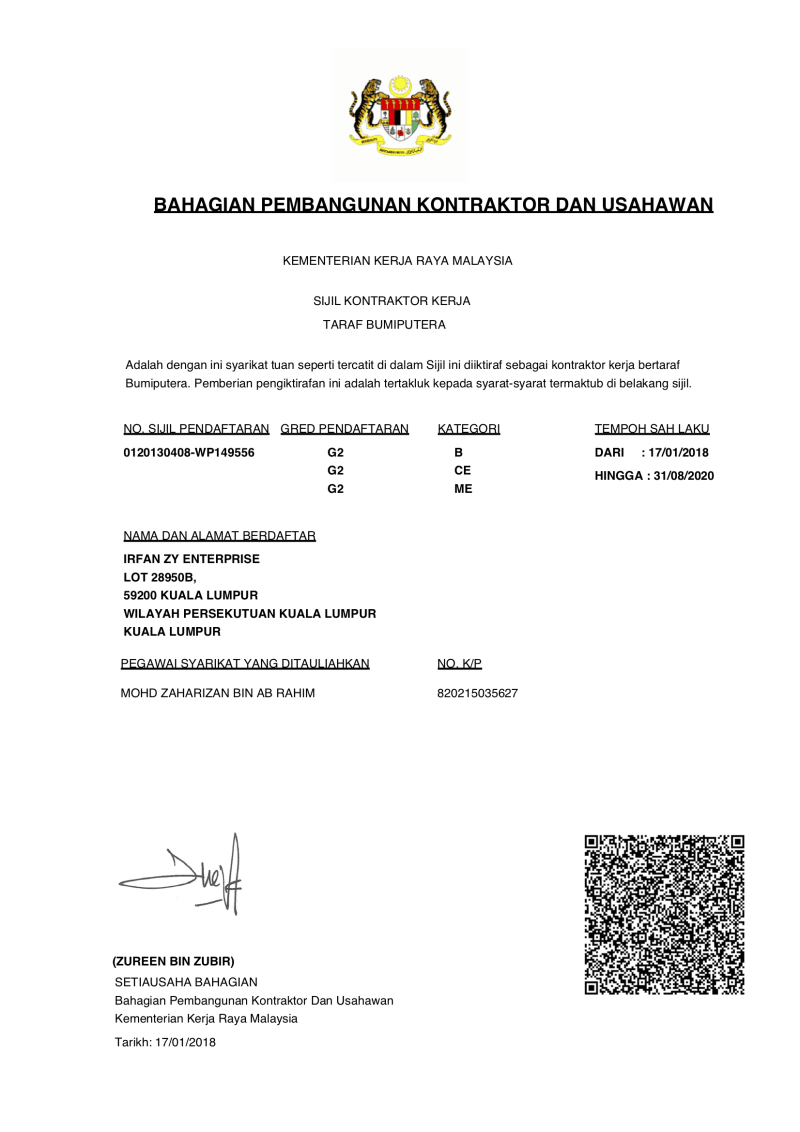 BAHAGIAN PEMBANGUNAN KONTRAKTOR DAN USAHAWAN
KEMENTERIAN KERJA RAYA MALAYSIA
SIJIL KONTRAKTOR KERJA
TARAF BUMIPUTERA
Adalah dengan ini syarikat tuan seperti tercatit di dalam Sijil ini diiktiraf sebagai kontraktor kerja bertaraf
Bumiputera. Pemberian pengiktirafan ini adalah tertakluk kepada syarat-syarat termaktub di belakang sijil.
NO. SIJIL PENDAFTARAN GRED PENDAFTARAN KATEGORI TEMPOH SAH LAKU
0120130408-WP149556 G2 B DARI : 17/01/2018
G2 CE
HINGGA : 31/08/2020
G2 ME
NAMA DAN ALAMAT BERDAFTAR
IRFAN ZY ENTERPRISE
LOT 28950B,
59200 KUALA LUMPUR
WILAYAH PERSEKUTUAN KUALA LUMPUR
KUALA LUMPUR
PEGAWAI SYARIKAT YANG DITAULIAHKAN NO. K/P
MOHD ZAHARIZAN BIN AB RAHIM 820215035627
(ZUREEN BIN ZUBIR)
SETIAUSAHA BAHAGIAN
Bahagian Pembangunan Kontraktor Dan Usahawan
Kementerian Kerja Raya Malaysia
Tarikh: 17/01/2018